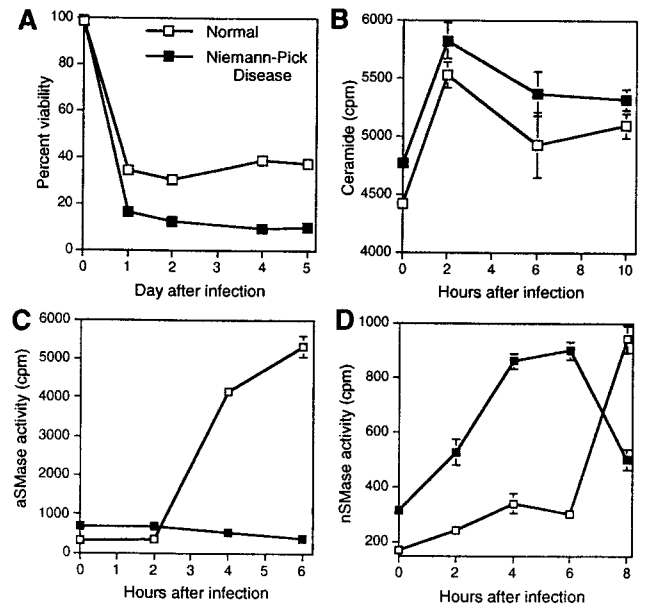 A
Percent viability
100
80
60
40
20
0
0 1 2 3 4 5
Day after infection
Normal
Niemann-Pick
Disease
B
Ceramide (cpm)
6000
5500
5000
4500
4000
0 2 4 6 8 10
Hours after infection
C
aSMase activity (cpm)
6000
5000
4000
3000
2000
1000
0
0 1 2 3 4 5 6
Hours after infection
D
nSMase activity (cpm)
1000
800
600
400
200
0 2 4 6 8
Hours after infection